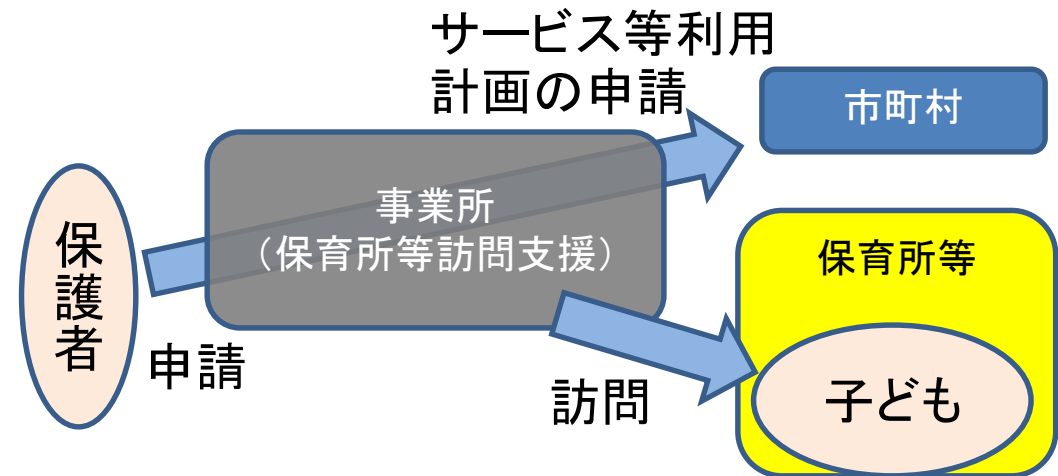 サービス等利用
計画の申請
市町村
事業所
（保育所等訪問支援）
保護者
保育所等
申請
訪問
子ども